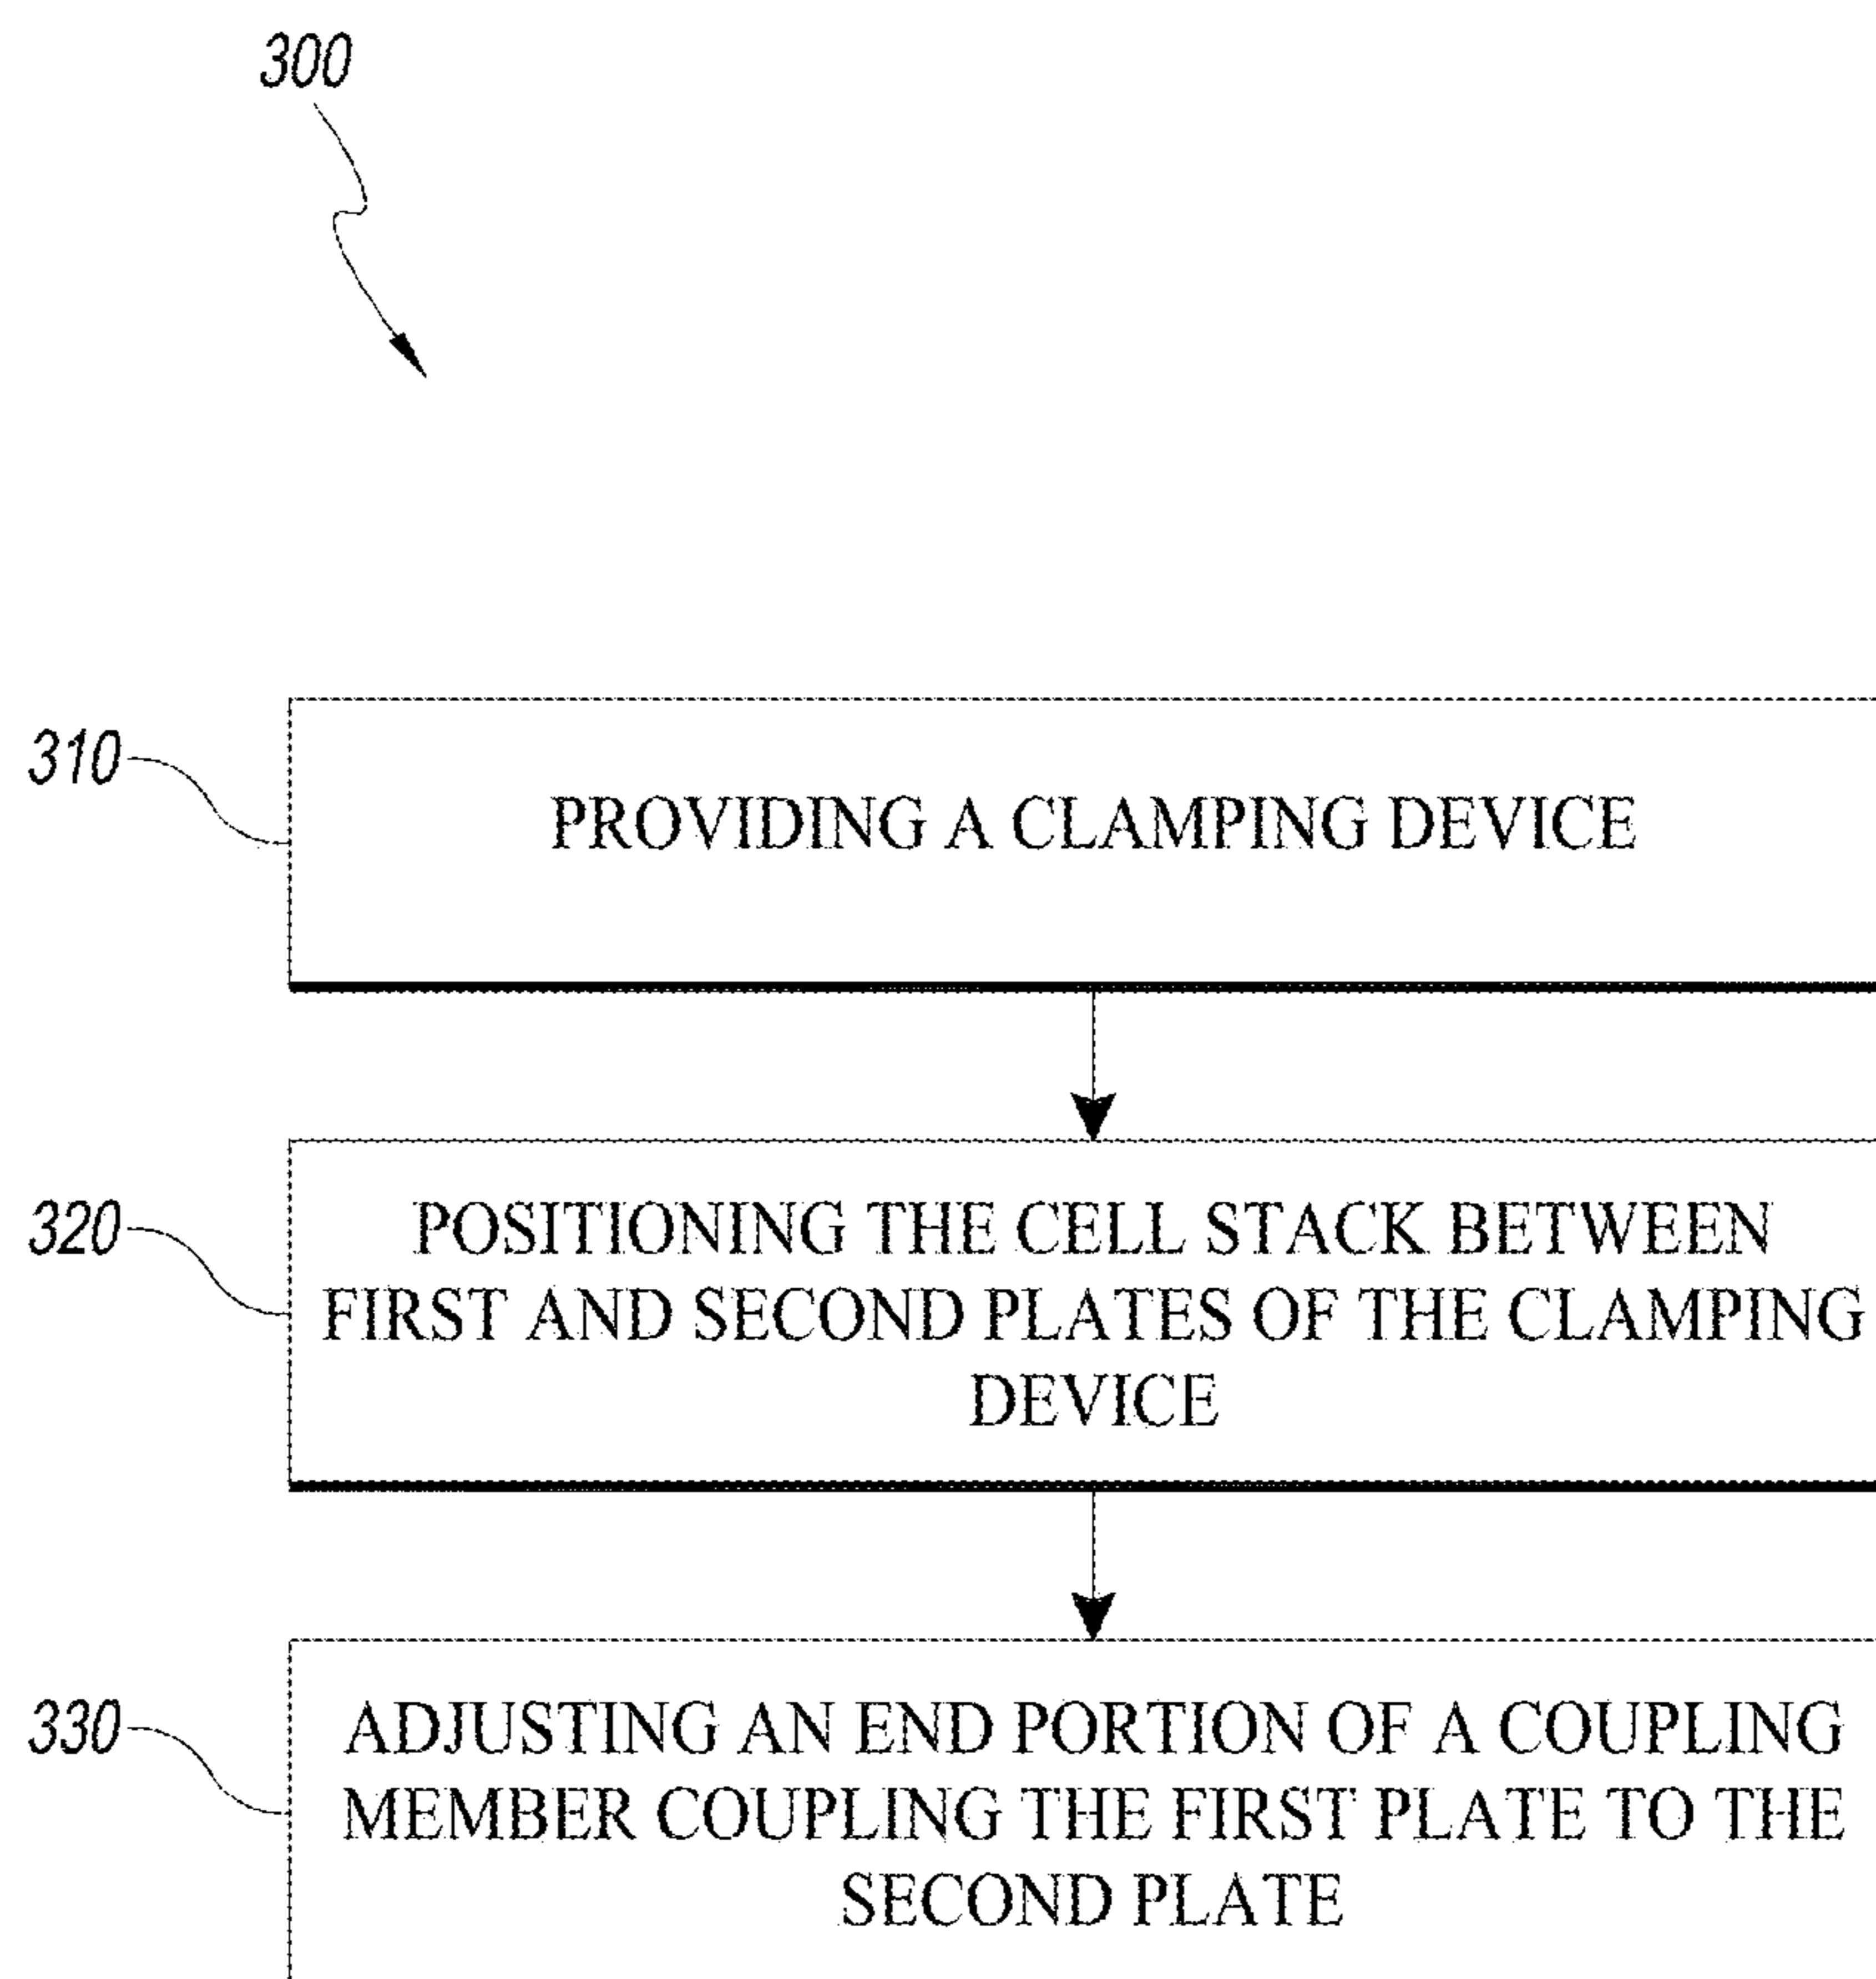 300
310
PROVIDING A CLAMPING DEVICE
320
POSITIONING THE CELL STACK BETWEEN
FIRST AND SECOND PLATES OF THE CLAMPING
DEVICE
330
ADJUSTING AN END PORTION OF A COUPLING
MEMBER COUPLING THE FIRST PLATE TO THE
SECOND PLATE